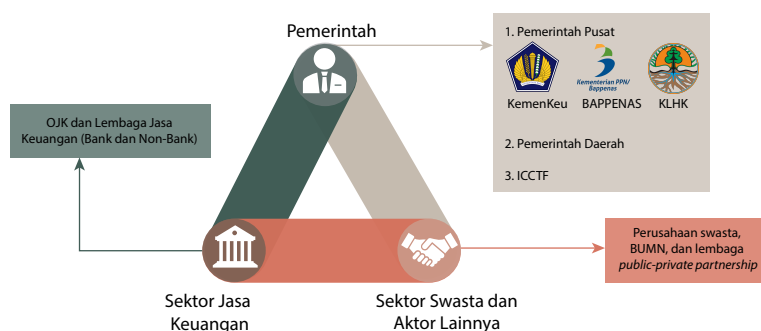 Pemerintah
1. Pemerintah Pusat
Kementerian PPN/
Bappenas
KemenKeu
BAPPENAS
KLHK
2. Pemerintah Daerah
3. ICCTF
OJK dan Lembaga Jasa
Keuangan (Bank dan Non-Bank)
Perusahaan swasta,
BUMN, dan lembaga
public-private partnership
Sektor Jasa
Keuangan
Sektor Swasta dan
Aktor Lainnya